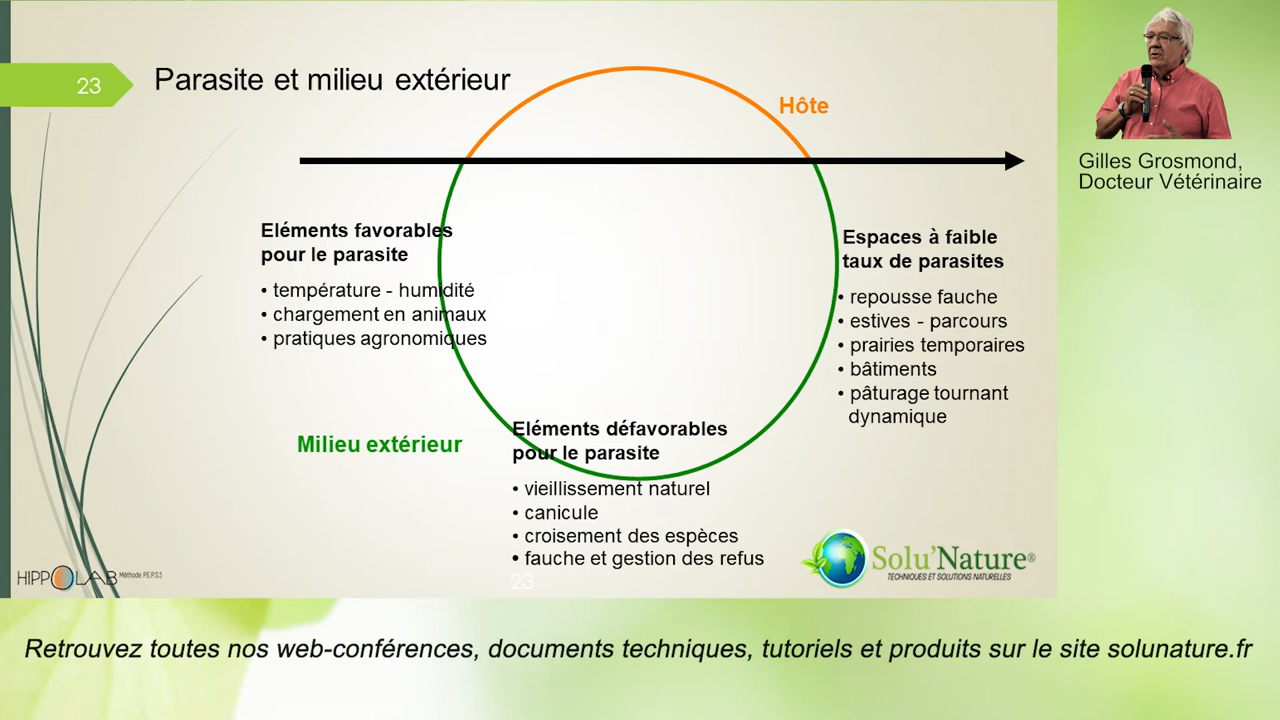 23
Parasite et milieu extérieur
Hôte
Gilles Grosmond,
Docteur Vétérinaire
Eléments favorables
pour le parasite
• température - humidité
• chargement en animaux
• pratiques agronomiques
Espaces à faible
taux de parasites
• repousse fauche
• estives - parcours
• prairies temporaires
• bâtiments
• pâturage tournant
dynamique
Milieu extérieur
Eléments défavorables
pour le parasite
• vieillissement naturel
• canicule
• croisement des espèces
• fauche et gestion des refus
23
HIPPOLAB Méthode P.E.P.S.S
Solu'Nature®
TECHNIQUES ET SOLUTIONS NATURELLES
Retrouvez toutes nos web-conférences, documents techniques, tutoriels et produits sur le site solunature.fr